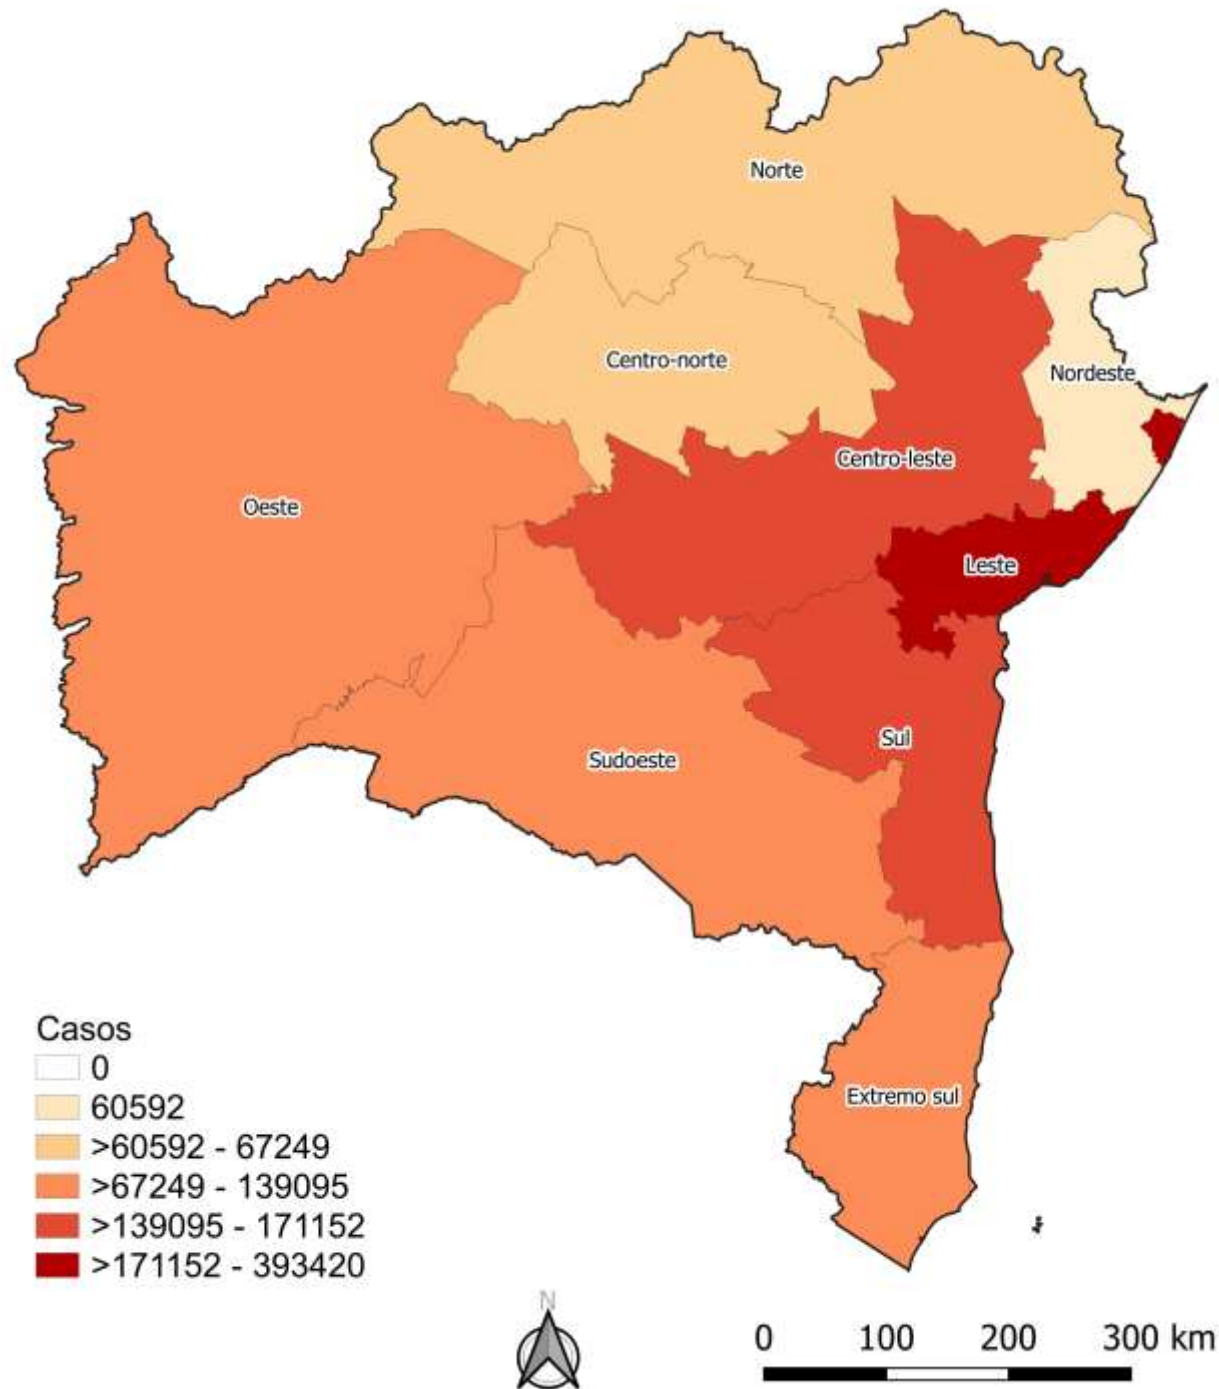 Norte
Centro-norte
Nordeste
Centro-leste
Oeste
Leste
Sul
Sudoeste
Extremo sul
Casos
0
60592
>60592 - 67249
>67249 - 139095
>139095 - 171152
>171152 - 393420
N
0 100 200 300 km